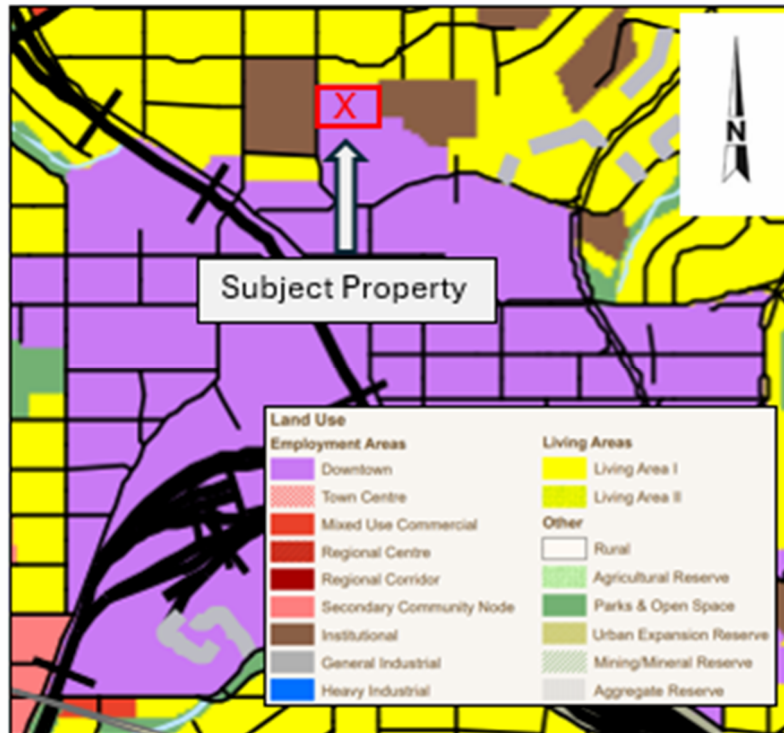 N
X
Subject Property
Land Use
Employment Areas
Downtown
Town Centre
Mixed Use Commercial
Regional Centre
Regional Corridor
Secondary Community Node
Institutional
General Industrial
Heavy Industrial
Living Areas
Living Area I
Living Area II
Other
Rural
Agricultural Reserve
Parks & Open Space
Urban Expansion Reserve
Mining/Mineral Reserve
Aggregate Reserve